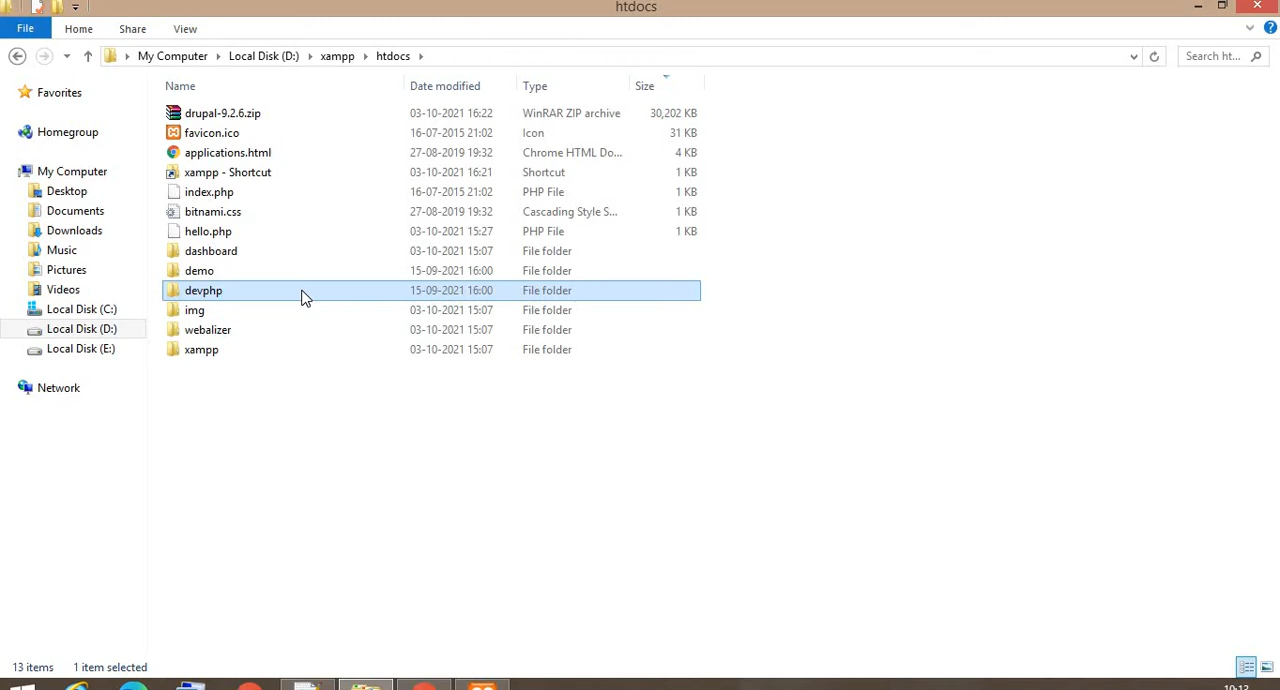 htdocs
File Home Share View
My Computer Local Disk (D:) xampp htdocs Search ht...
Name Date modified Type Size
Favorites
Homegroup
My Computer
Desktop
Documents
Downloads
Music
Pictures
Videos
Local Disk (C:)
Local Disk (D:)
Local Disk (E:)
Network
drupal-9.2.6.zip 03-10-2021 16:22 WinRAR ZIP archive 30,202 KB
favicon.ico 16-07-2015 21:02 Icon 31 KB
applications.html 27-08-2019 19:32 Chrome HTML Do... 4 KB
xampp - Shortcut 03-10-2021 16:21 Shortcut 1 KB
index.php 16-07-2015 21:02 PHP File 1 KB
bitnami.css 27-08-2019 19:32 Cascading Style S... 1 KB
hello.php 03-10-2021 15:27 PHP File 1 KB
dashboard 03-10-2021 15:07 File folder
demo 15-09-2021 16:00 File folder
devphp 15-09-2021 16:00 File folder
img 03-10-2021 15:07 File folder
webalizer 03-10-2021 15:07 File folder
xampp 03-10-2021 15:07 File folder
13 items 1 item selected